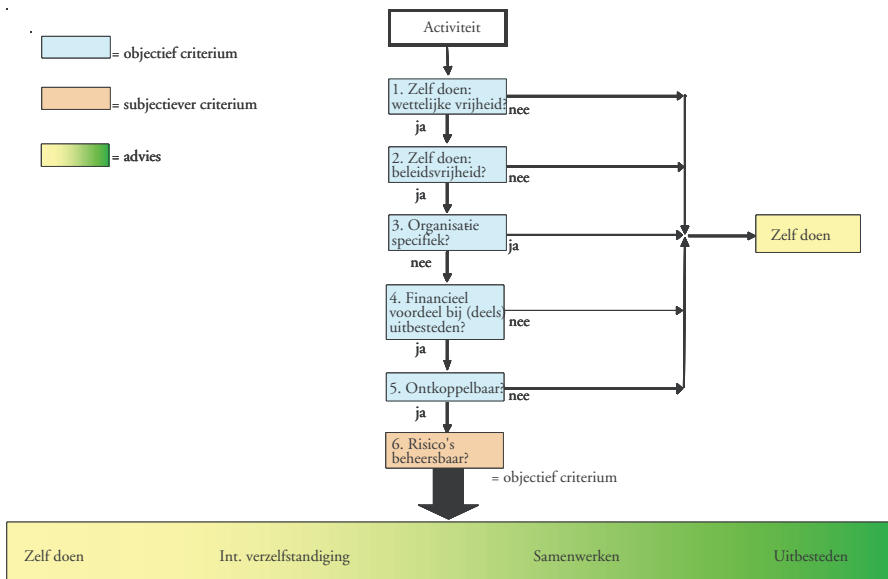 Activiteit
= objectief criterium
= subjectiever criterium
= advies
1. Zelf doen:
wettelijke vrijheid?
nee
ja
2. Zelf doen:
beleidsvrijheid?
nee
ja
3. Organisatie
specifiek?
ja
nee
Zelf doen
4. Financieel
voordeel bij (deels)
uitbesteden?
nee
ja
5. Ontkoppelbaar?
nee
ja
6. Risico's
beheersbaar?
= objectief criterium
Zelf doen Int. verzelfstandiging Samenwerken Uitbesteden